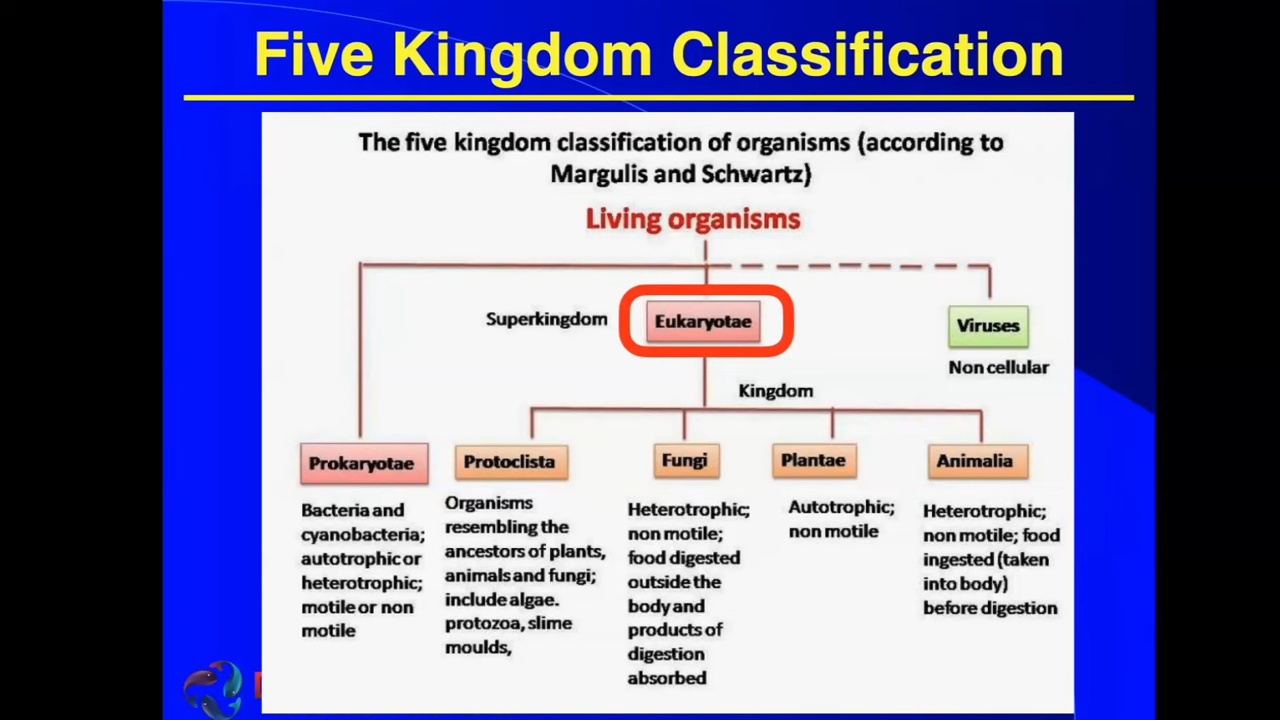 Five Kingdom Classification
The five kingdom classification of organisms (according to
Margulis and Schwartz)
Living organisms
Superkingdom
Eukaryotae
Viruses
Non cellular
Kingdom
Prokaryotae
Protoclista
Fungi
Plantae
Animalia
Bacteria and
cyanobacteria;
autotrophic or
heterotrophic;
motile or non
motile
Organisms
resembling the
ancestors of plants,
animals and fungi;
include algae.
protozoa, slime
moulds,
Heterotrophic;
non motile;
food digested
outside the
body and
products of
digestion
absorbed
Autotrophic;
non motile
Heterotrophic;
non motile; food
ingested (taken
into body)
before digestion